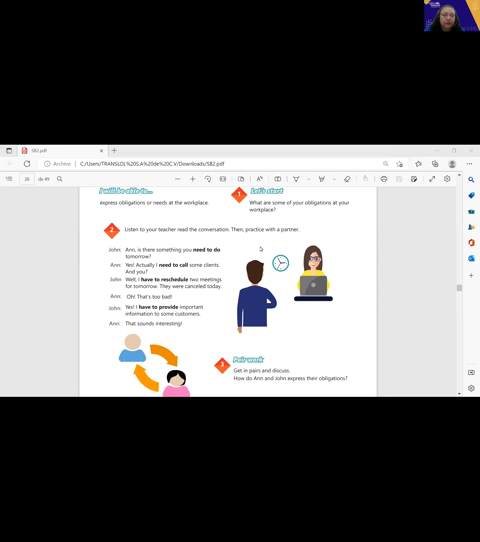 SB2.pdf
Archivo
C:/Users/TRANSLOL%20S.A%20de%20C.V/Downloads/SB2.pdf
26
de 49
I will be able to...
express obligations or needs at the workplace.
1
Let's start
What are some of your obligations at your
workplace?
2.
Listen to your teacher read the conversation. Then, practice with a partner.
John: Ann, is there something you need to do
tomorrow?
Ann: Yes! Actually I need to call some clients.
And you?
John: Well, I have to reschedule two meetings
for tomorrow. They were canceled today.
Ann: Oh! That's too bad!
John: Yes! I have to provide important
information to some customers.
Ann: That sounds interesting!
3
Pair work
Get in pairs and discuss.
How do Ann and John express their obligations?